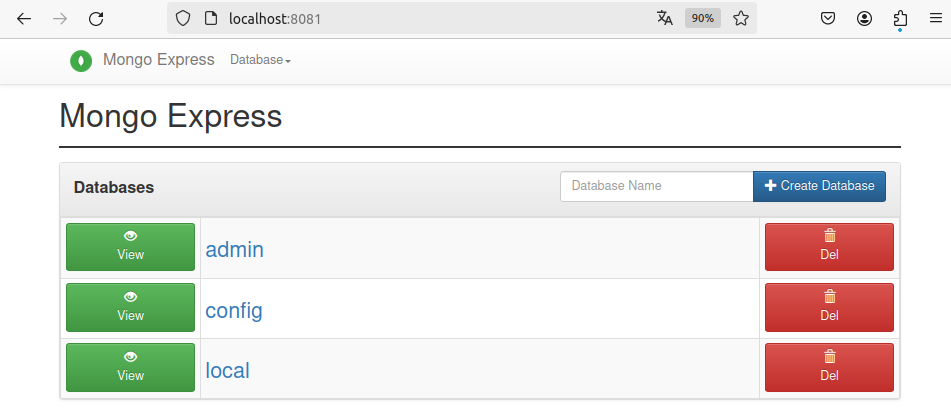 localhost:8081
90%
Mongo Express Database
Mongo Express
Databases
Database Name
Create Database
View
admin
Del
View
config
Del
View
local
Del